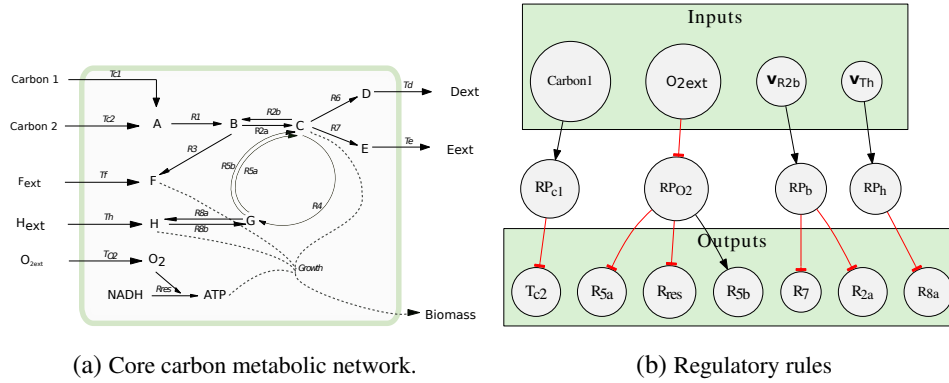 Carbon 1
Tc1
Carbon 2
Tc2
A
R1
B
R2b
R2a
C
R6
D
Td
Dext
R7
E
Te
Eext
R3
Fext
Tf
F
R5b
R5a
R4
Hext
Th
H
R8a
R8b
G
O2ext
TO2
O2
Growth
Rres
NADH
ATP
Biomass
(a) Core carbon metabolic network.
Inputs
Carbon1
O2ext
vR2b
vTh
RPc1
RPO2
RPb
RPh
Outputs
Tc2
R5a
Rres
R5b
R7
R2a
R8a
(b) Regulatory rules